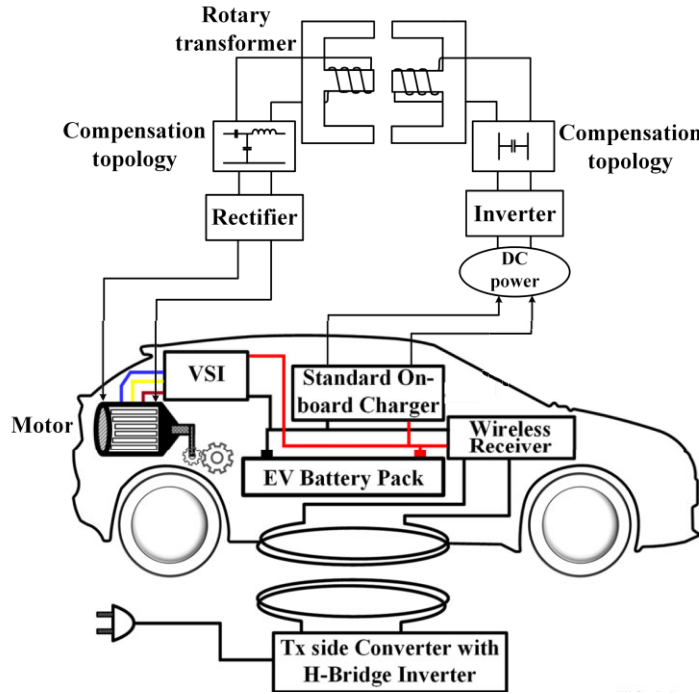 Rotary
transformer
Compensation
topology
Compensation
topology
Rectifier
Inverter
DC
power
VSI
Standard On-
board Charger
Motor
Wireless
Receiver
EV Battery Pack
Tx side Converter with
H-Bridge Inverter